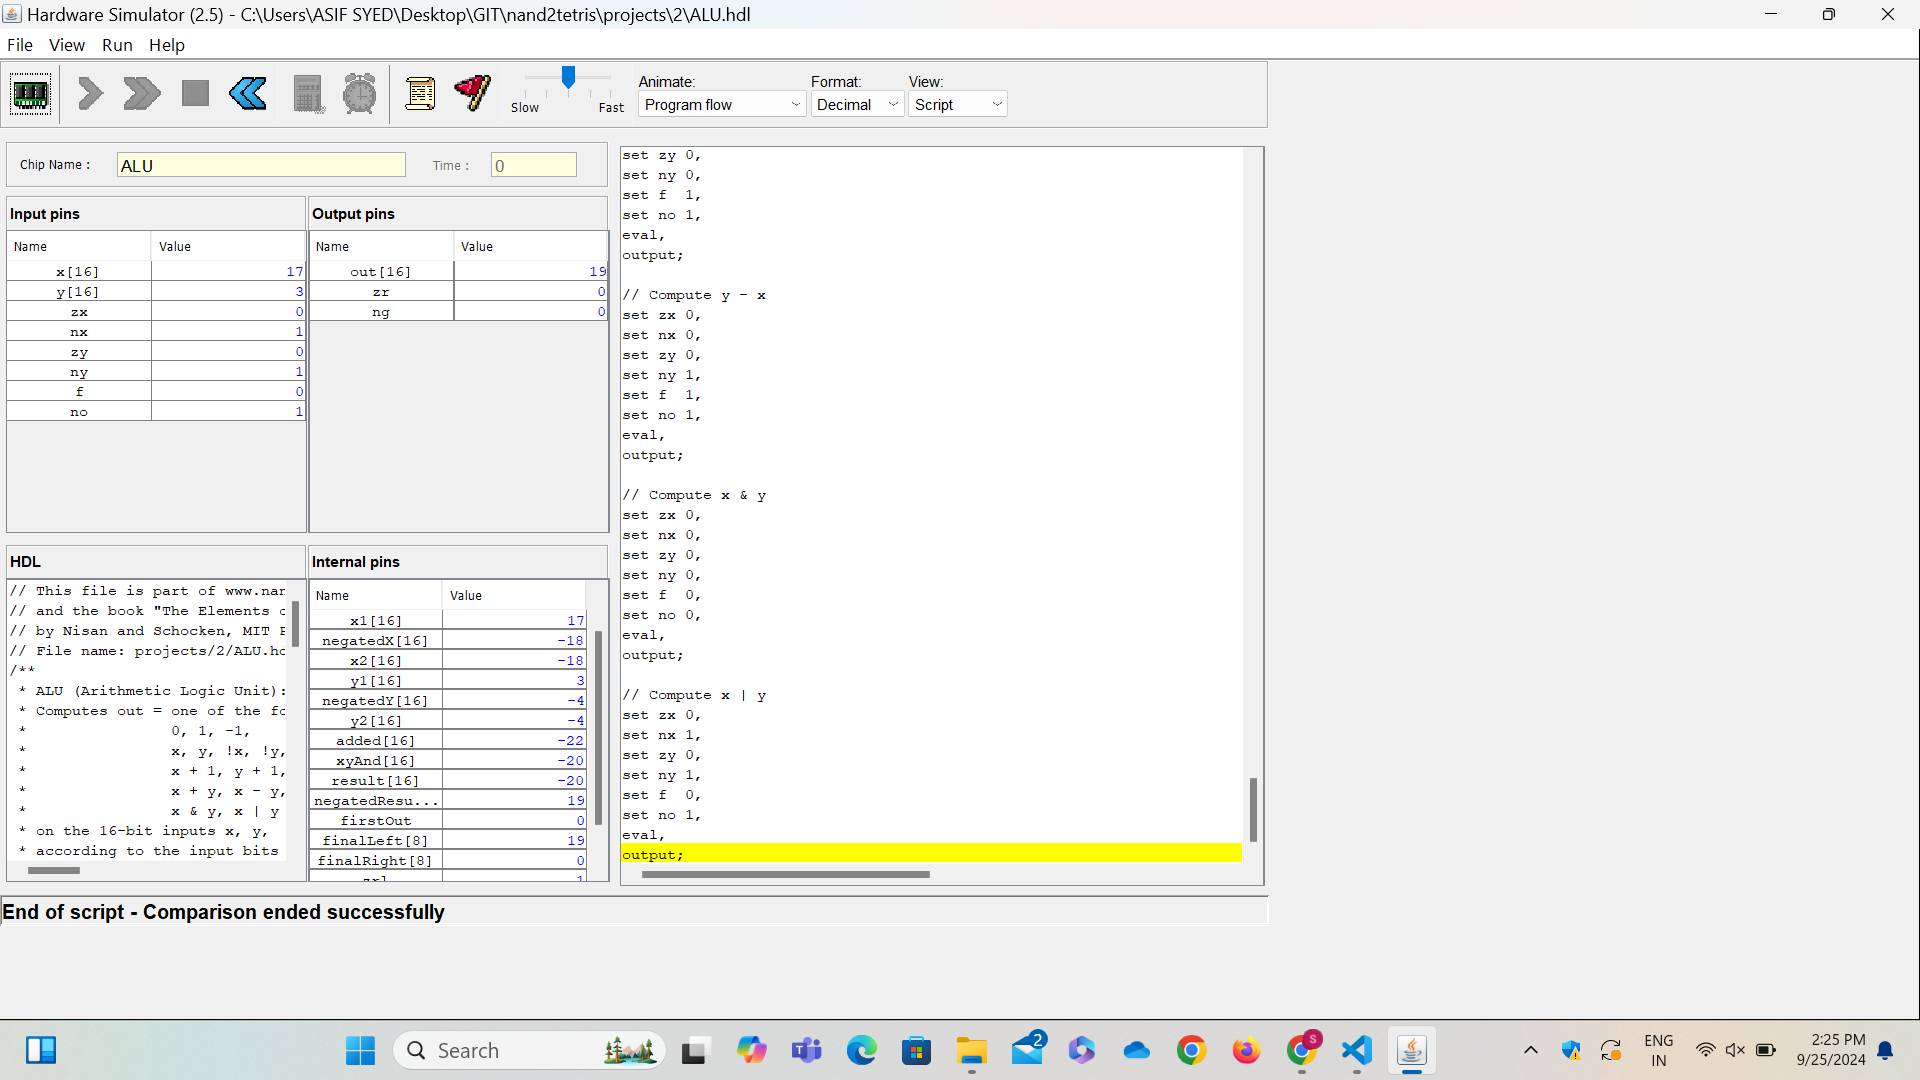 Hardware Simulator (2.5) - C:\Users\ASIF SYED\Desktop\GIT\nand2tetris\projects\2\ALU.hdl
File View Run Help
Slow Fast
Animate: Format: View:
Program flow Decimal Script
Chip Name : ALU Time : 0
Input pins
Name Value
x[16] 17
y[16] 3
zx 0
nx 1
zy 0
ny 1
f 0
no 1
Output pins
Name Value
out[16] 19
zr 0
ng 0
HDL
// This file is part of www.nar
// and the book "The Elements o
// by Nisan and Schocken, MIT P
// File name: projects/2/ALU.hd
/**
* ALU (Arithmetic Logic Unit):
* Computes out = one of the fo
* 0, 1, -1,
* x, y, !x, !y,
* x + 1, y + 1,
* x + y, x - y,
* x & y, x | y
* on the 16-bit inputs x, y,
* according to the input bits
Internal pins
Name Value
x1[16] 17
negatedX[16] -18
x2[16] -18
y1[16] 3
negatedY[16] -4
y2[16] -4
added[16] -22
xyAnd[16] -20
result[16] -20
negatedResu... 19
firstOut 0
finalLeft[8] 19
finalRight[8] 0
set zy 0,
set ny 0,
set f 1,
set no 1,
eval,
output;
// Compute y - x
set zx 0,
set nx 0,
set zy 0,
set ny 1,
set f 1,
set no 1,
eval,
output;
// Compute x & y
set zx 0,
set nx 0,
set zy 0,
set ny 0,
set f 0,
set no 0,
eval,
output;
// Compute x | y
set zx 0,
set nx 1,
set zy 0,
set ny 1,
set f 0,
set no 1,
eval,
output;
End of script - Comparison ended successfully
Search
2
S
ENG
IN
2:25 PM
9/25/2024